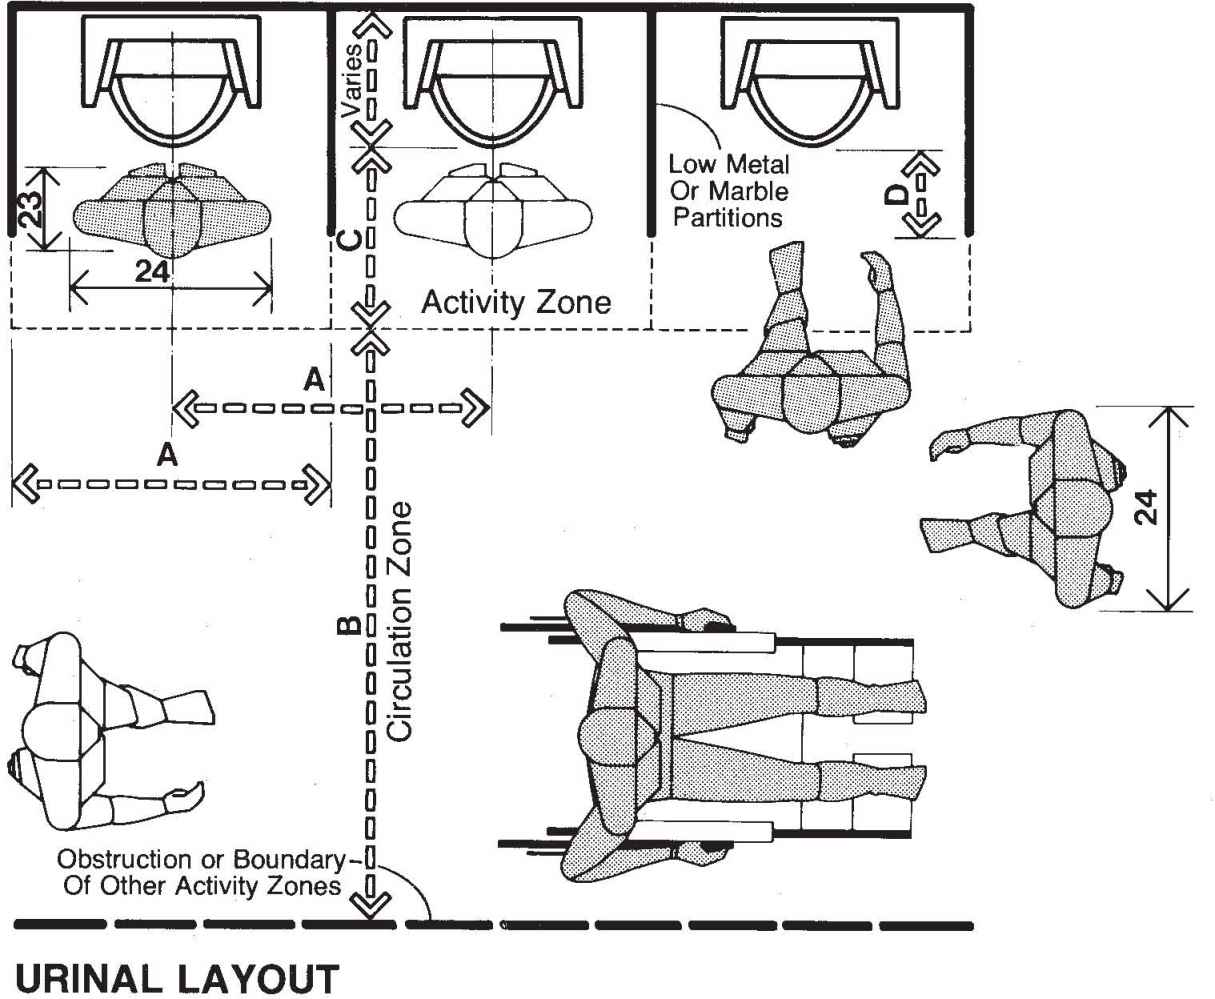 Varies
Low Metal
Or Marble
Partitions
D
23
24
C
Activity Zone
A
A
24
B
Circulation Zone
Obstruction or Boundary
Of Other Activity Zones
URINAL LAYOUT